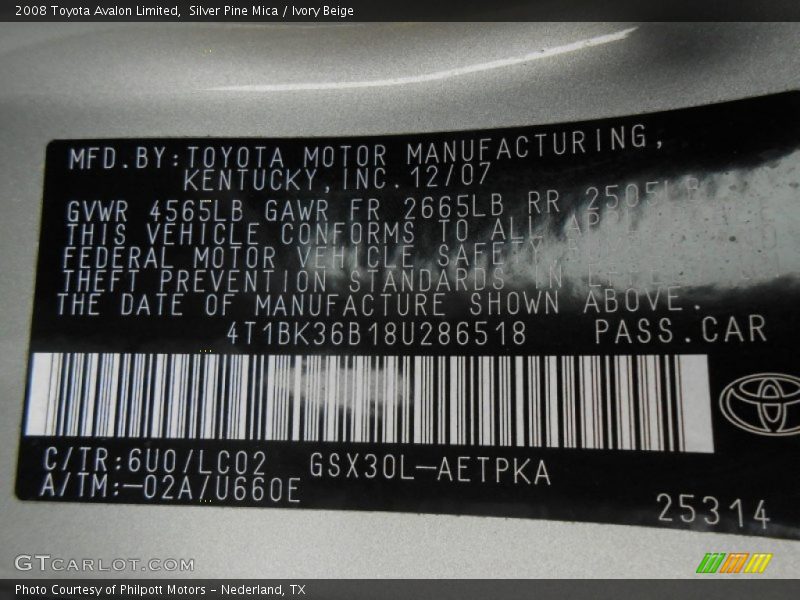 2008 Toyota Avalon Limited,  Silver Pine Mica / Ivory Beige
MFD.BY:TOYOTA MOTOR MANUFACTURING,
KENTUCKY,INC.12/07
GVWR 4565LB GAWR FR 2665LB RR 2505LB
THIS VEHICLE CONFORMS TO ALL
FEDERAL MOTOR VEHICLE SAFETY
THEFT PREVENTION STANDARDS IN
THE DATE OF MANUFACTURE SHOWN ABOVE.
4T1BK36B18U286518 PASS.CAR
C/TR:6U0/LC02 GSX30L-AETPKA
A/TM:-02A/U660E
25314
GTCARLOT.COM
Photo Courtesy of Philpott Motors - Nederland, TX